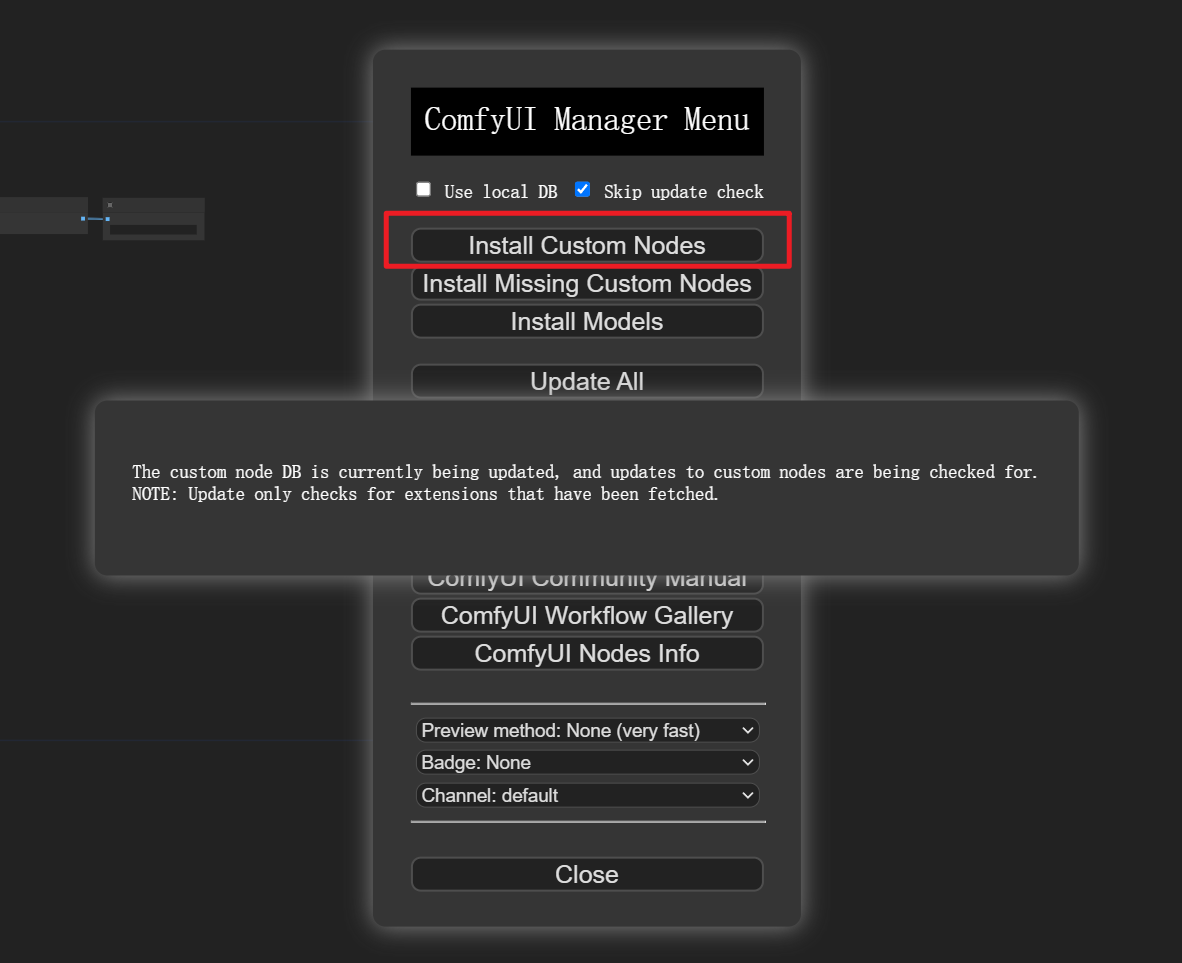 ComfyUI Manager Menu
Use local DB Skip update check
Install Custom Nodes
Install Missing Custom Nodes
Install Models
Update All
The custom node DB is currently being updated, and updates to custom nodes are being checked for.
NOTE: Update only checks for extensions that have been fetched.
ComfyUI Community Manual
ComfyUI Workflow Gallery
ComfyUI Nodes Info
Preview method: None (very fast)
Badge: None
Channel: default
Close